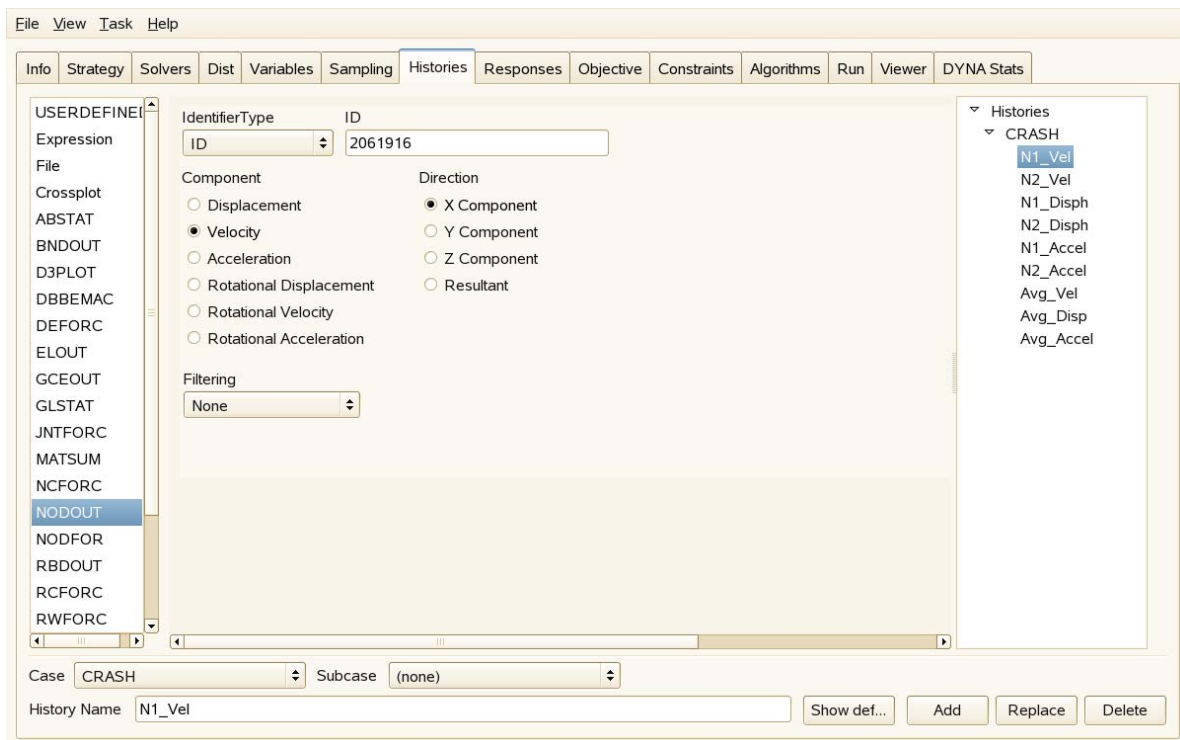 File View Task Help
Info Strategy Solvers Dist Variables Sampling Histories Responses Objective Constraints Algorithms Run Viewer DYNA Stats
USERDEFINED
Expression
File
Crossplot
ABSTAT
BNDOUT
D3PLOT
DBBEMAC
DEFORC
ELOUT
GCEOUT
GLSTAT
JNTFORC
MATSUM
NCFORC
NODOUT
NODFOR
RBDOUT
RCFORC
RWFORC
IdentifierType ID
ID 2061916
Component Direction
Displacement X Component
Velocity Y Component
Acceleration Z Component
Rotational Displacement Resultant
Rotational Velocity
Rotational Acceleration
Filtering
None
Histories
CRASH
N1_Vel
N2_Vel
N1_Disph
N2_Disph
N1_Accel
N2_Accel
Avg_Vel
Avg_Disp
Avg_Accel
Case CRASH Subcase (none)
History Name N1_Vel Show def... Add Replace Delete